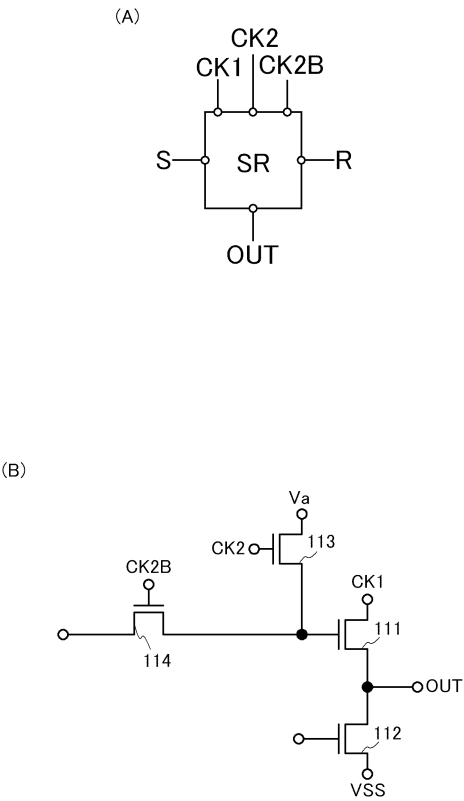 (A)
CK2
CK1 CK2B
S SR R
OUT
(B)
Va
CK2 113
CK2B CK1
114 111
OUT
112
VSS